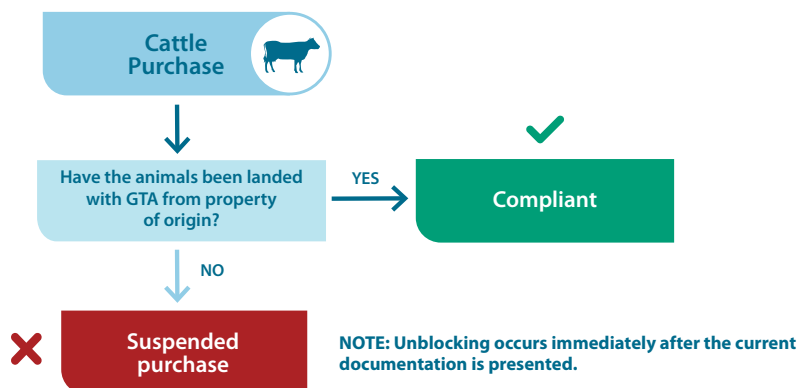 Cattle
Purchase
Have the animals been landed
with GTA from property
of origin?
YES
Compliant
NO
Suspended
purchase
NOTE: Unblocking occurs immediately after the current
documentation is presented.